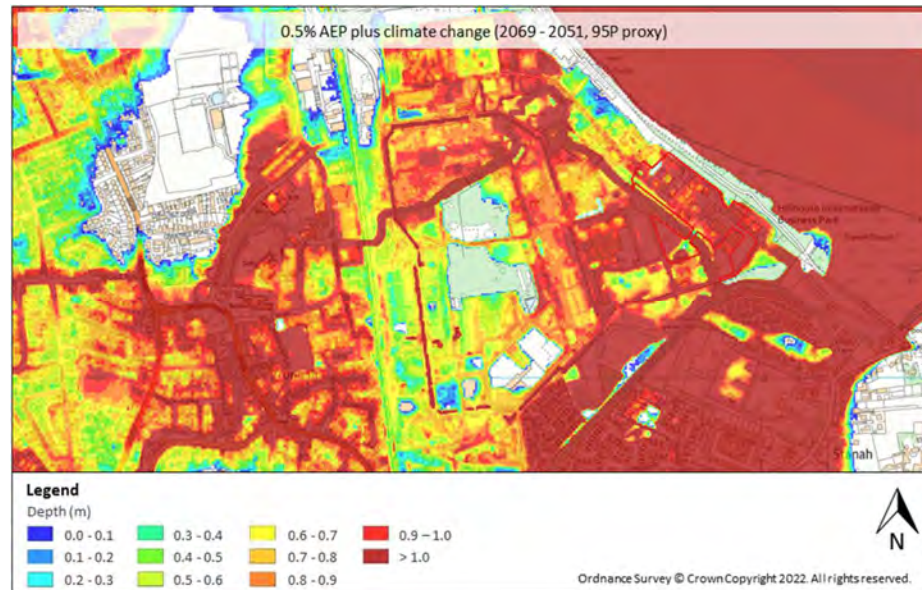 0.5% AEP plus climate change (2069 - 2051, 95P proxy)
Hillhouse International
Business Park
Stanah
Legend
Depth (m)
0.0 - 0.1
0.1 - 0.2
0.2 - 0.3
0.3 - 0.4
0.4 - 0.5
0.5 - 0.6
0.6 - 0.7
0.7 - 0.8
0.8 - 0.9
0.9 – 1.0
> 1.0
N
Ordnance Survey © Crown Copyright 2022. All rights reserved.